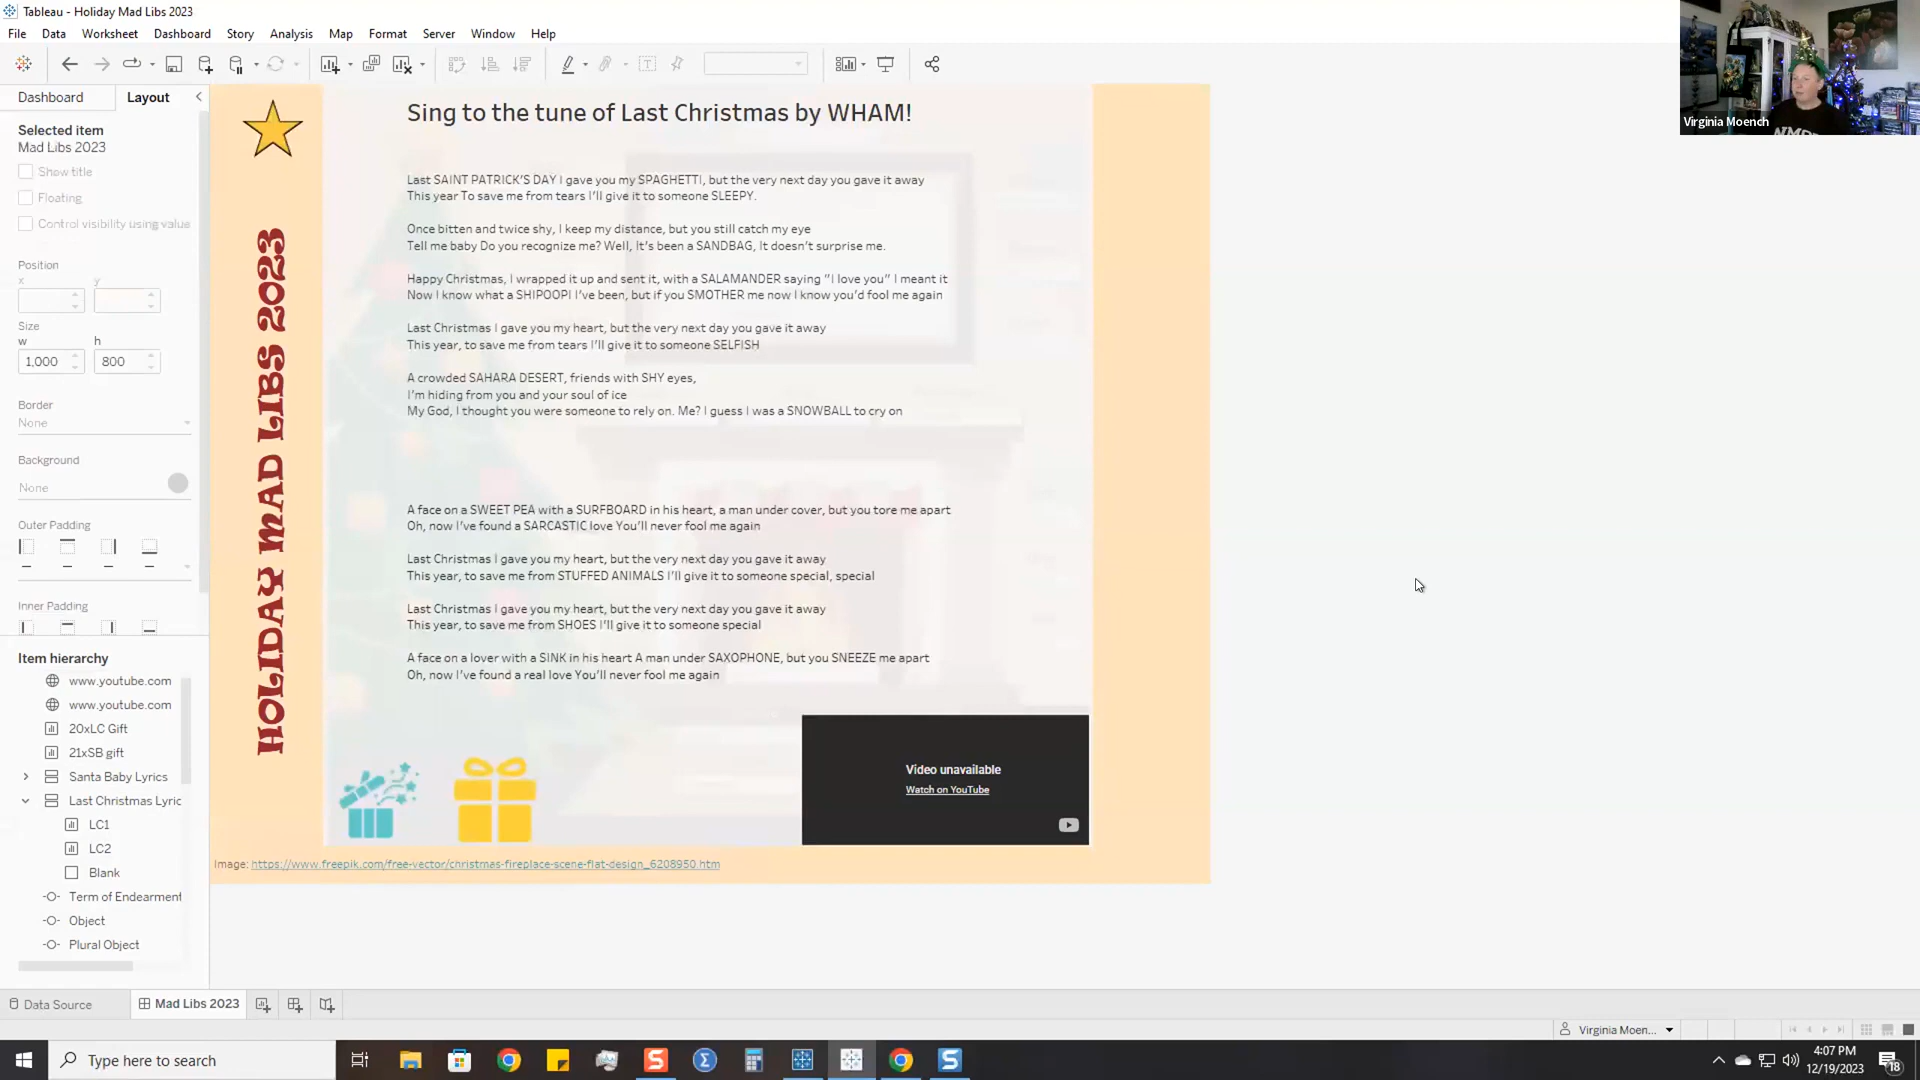 Tableau - Holiday Mad Libs 2023
File Data Worksheet Dashboard Story Analysis Map Format Server Window Help
Virginia Moench
Dashboard Layout
Selected item
Mad Libs 2023
Show title
Floating
Control visibility using value
Position
x y
Size
w h
1,000 800
Border
None
Background
None
Outer Padding
Inner Padding
Item hierarchy
www.youtube.com
www.youtube.com
20xLC Gift
21xSB gift
Santa Baby Lyrics
Last Christmas Lyric
LC1
LC2
Blank
Term of Endearment
Object
Plural Object
HOLIDAY MAD LIBS 2023
Sing to the tune of Last Christmas by WHAM!
Last SAINT PATRICK'S DAY I gave you my SPAGHETTI, but the very next day you gave it away
This year To save me from tears I'll give it to someone SLEEPY.
Once bitten and twice shy, I keep my distance, but you still catch my eye
Tell me baby Do you recognize me? Well, It's been a SANDBAG, It doesn't surprise me.
Happy Christmas, I wrapped it up and sent it, with a SALAMANDER saying "I love you" I meant it
Now I know what a SHIPOOPI I've been, but if you SMOTHER me now I know you'd fool me again
Last Christmas I gave you my heart, but the very next day you gave it away
This year, to save me from tears I'll give it to someone SELFISH
A crowded SAHARA DESERT, friends with SHY eyes,
I'm hiding from you and your soul of ice
My God, I thought you were someone to rely on. Me? I guess I was a SNOWBALL to cry on
A face on a SWEET PEA with a SURFBOARD in his heart, a man under cover, but you tore me apart
Oh, now I've found a SARCASTIC love You'll never fool me again
Last Christmas I gave you my heart, but the very next day you gave it away
This year, to save me from STUFFED ANIMALS I'll give it to someone special, special
Last Christmas I gave you my heart, but the very next day you gave it away
This year, to save me from SHOES I'll give it to someone special
A face on a lover with a SINK in his heart A man under SAXOPHONE, but you SNEEZE me apart
Oh, now I've found a real love You'll never fool me again
Video unavailable
Watch on YouTube
Image: https://www.freepik.com/free-vector/christmas-fireplace-scene-flat-design_6208950.htm
Data Source Mad Libs 2023
Virginia Moen...
Type here to search
4:07 PM
12/19/2023
18